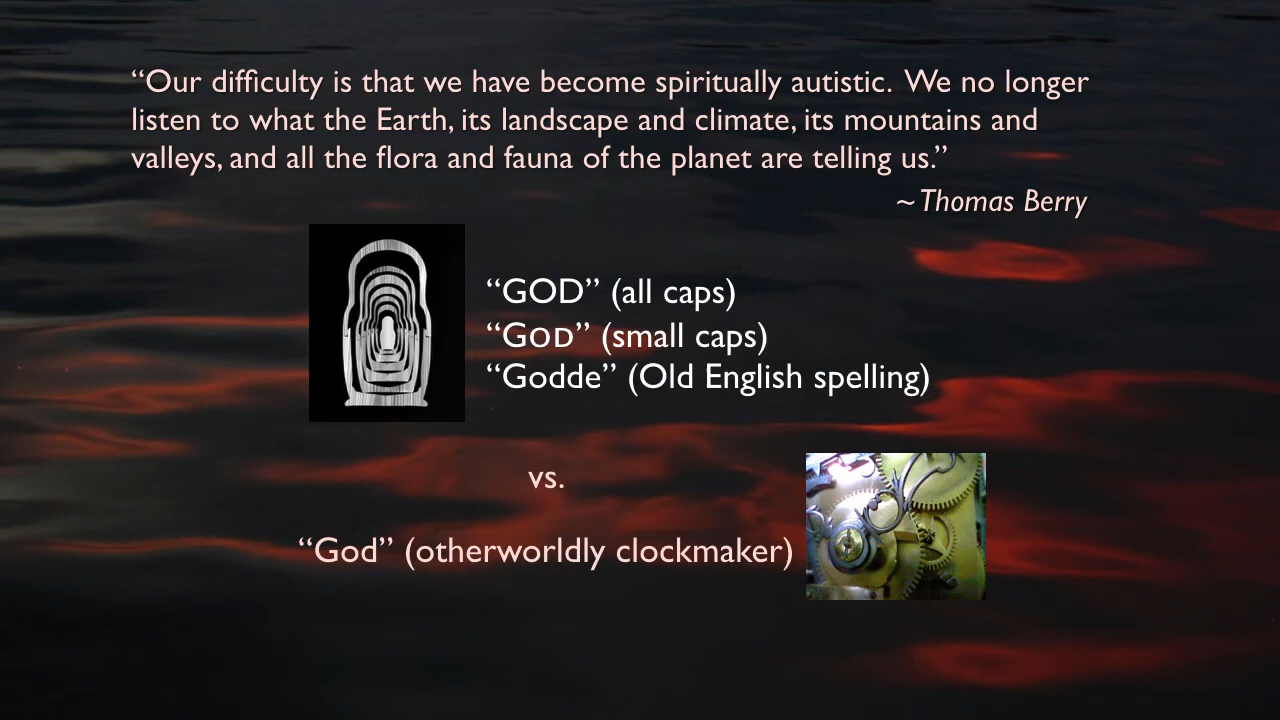 “Our difficulty is that we have become spiritually autistic.  We no longer
listen to what the Earth, its landscape and climate, its mountains and
valleys, and all the flora and fauna of the planet are telling us.”
~ Thomas Berry
“GOD” (all caps)
“Gᴏᴅ” (small caps)
“Godde” (Old English spelling)
vs.
“God” (otherworldly clockmaker)